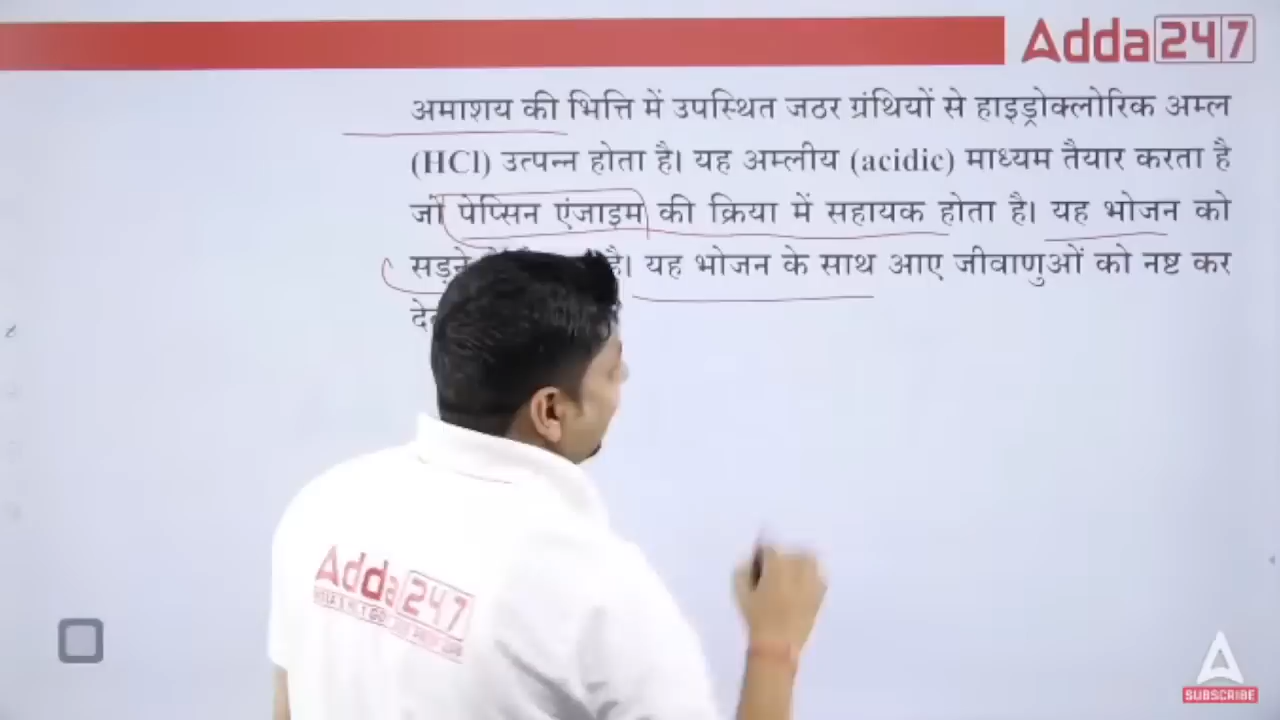 Adda247
अमाशय की भित्ति में उपस्थित जठर ग्रंथियों से हाइड्रोक्लोरिक अम्ल
(HCl) उत्पन्न होता है। यह अम्लीय (acidic) माध्यम तैयार करता है
जो पेप्सिन एंजाइम की क्रिया में सहायक होता है। यह भोजन को
है। यह भोजन के साथ आए जीवाणुओं को नष्ट कर
Adda247
SUBSCRIBE